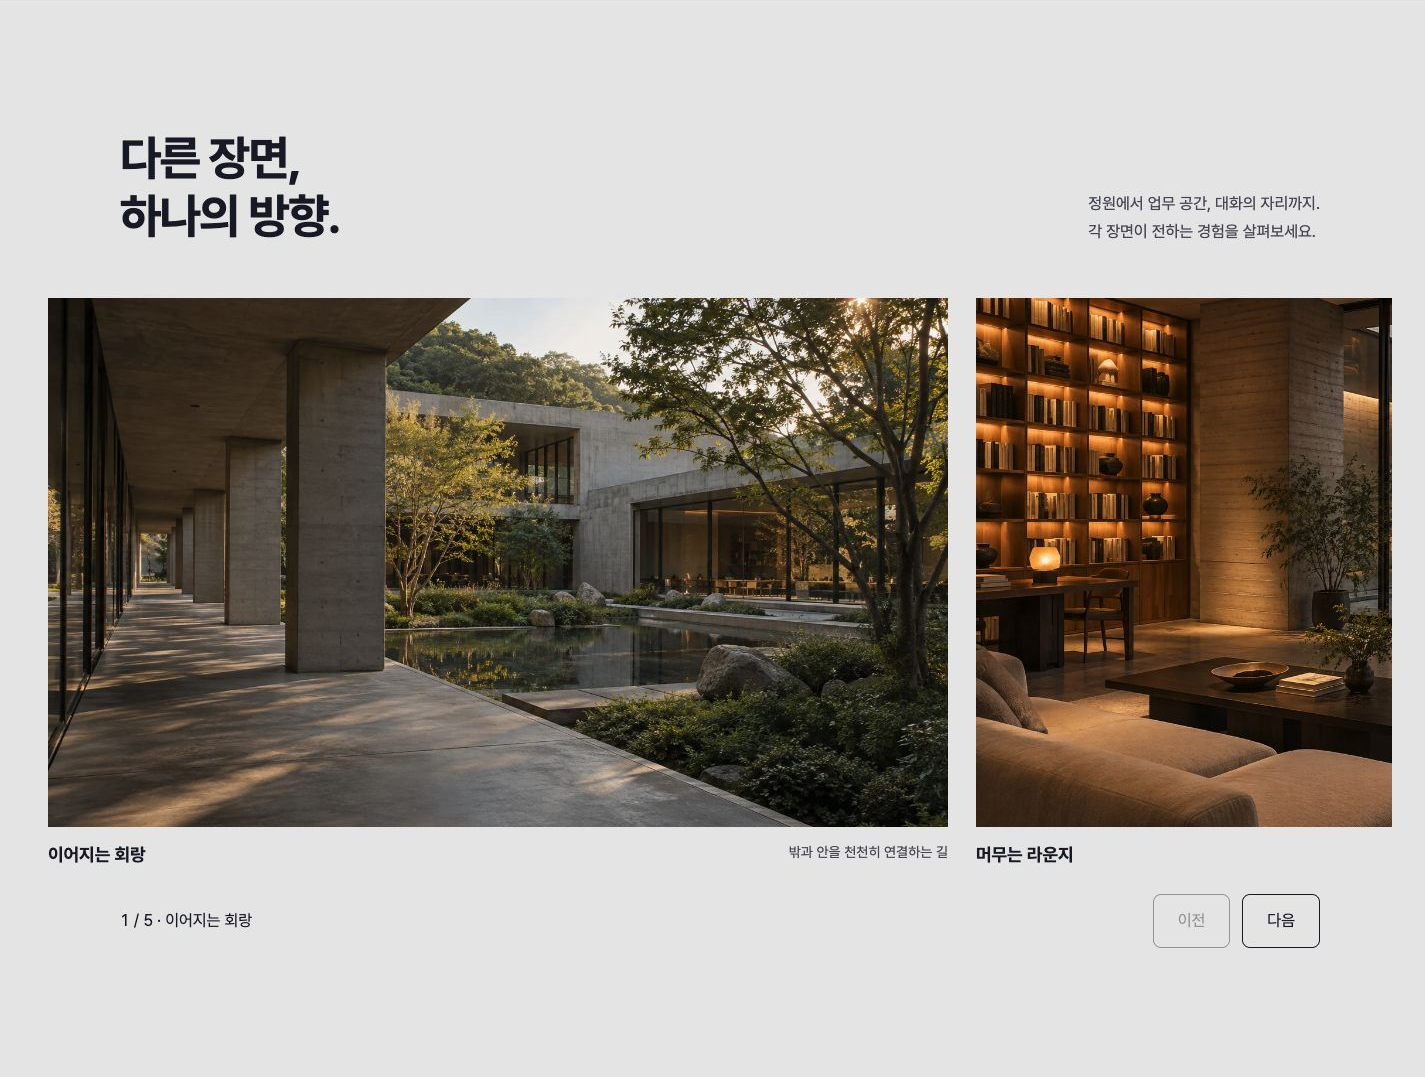 다른 장면,
하나의 방향.
정원에서 업무 공간, 대화의 자리까지.
각 장면이 전하는 경험을 살펴보세요.
이어지는 회랑
밖과 안을 천천히 연결하는 길
머무는 라운지
1 / 5 · 이어지는 회랑
이전
다음